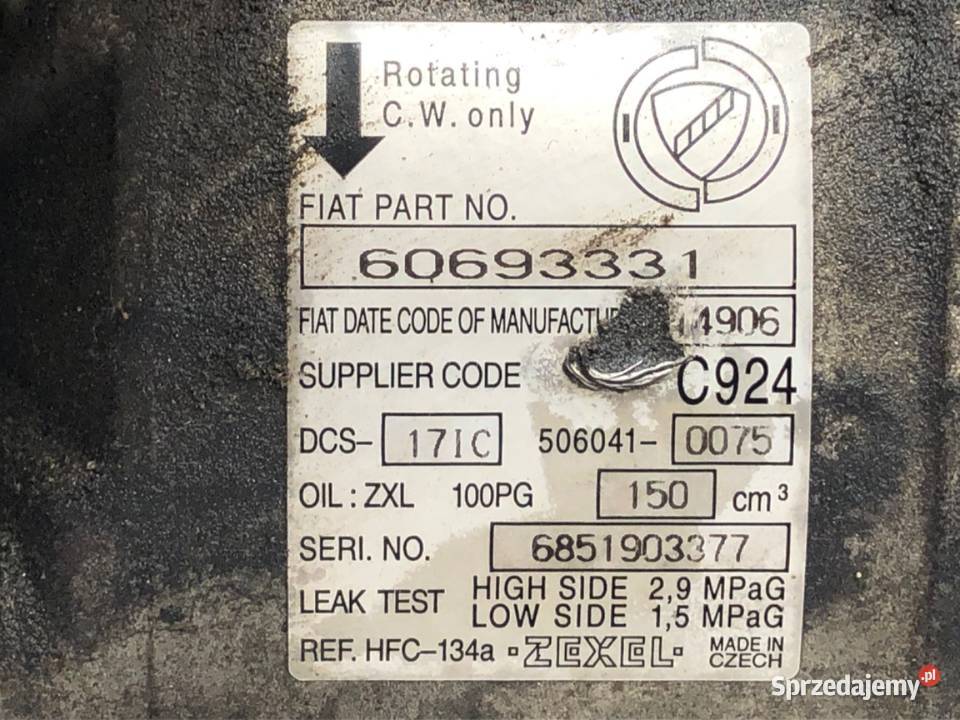 Rotating
C.W. only
FIAT PART NO.
60693331
FIAT DATE CODE OF 4906
SUPPLIER CODE C924
DCS- 17IC 506041- 0075
OIL : ZXL 100PG 150 cm³
SERI. NO. 6851903377
LEAK TEST HIGH SIDE 2,9 MPaG
LOW SIDE 1,5 MPaG
REF. HFC-134a ZEXEL MADE IN
CZECH
Sprzedajemy.pl